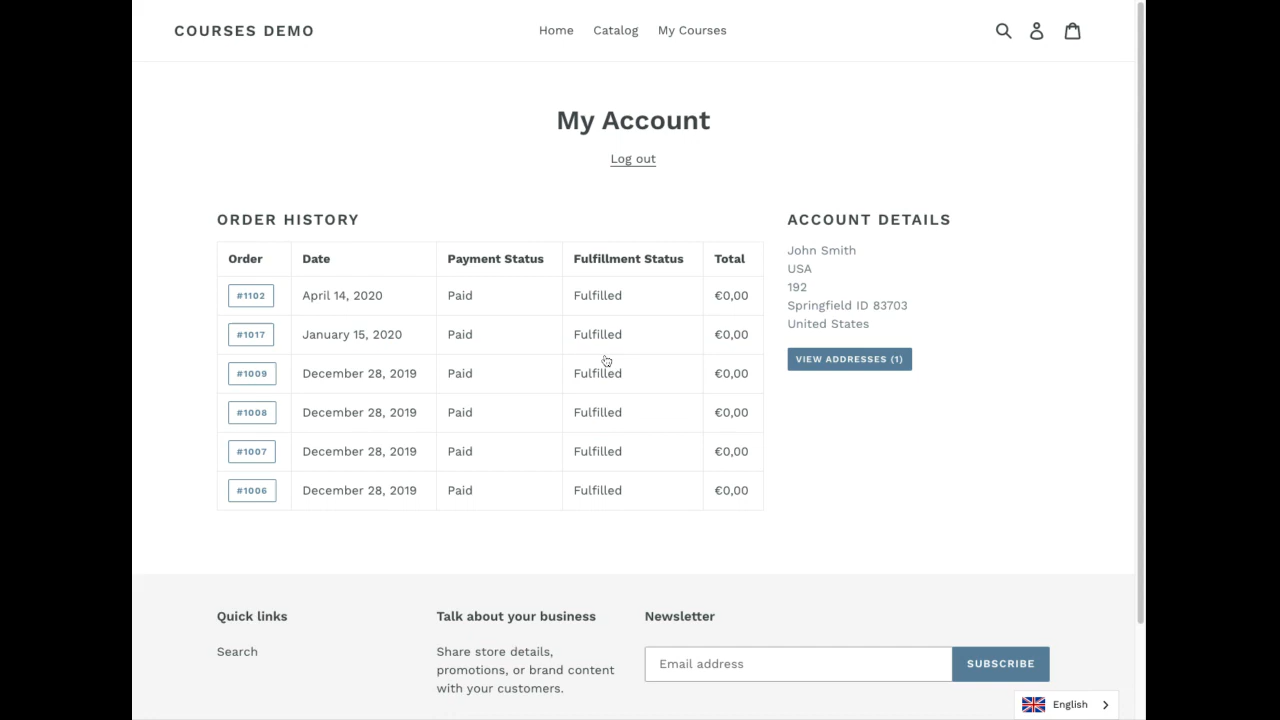 COURSES DEMO
Home Catalog My Courses
My Account
Log out
ORDER HISTORY
Order Date Payment Status Fulfillment Status Total
#1102 April 14, 2020 Paid Fulfilled €0,00
#1017 January 15, 2020 Paid Fulfilled €0,00
#1009 December 28, 2019 Paid Fulfilled €0,00
#1008 December 28, 2019 Paid Fulfilled €0,00
#1007 December 28, 2019 Paid Fulfilled €0,00
#1006 December 28, 2019 Paid Fulfilled €0,00
ACCOUNT DETAILS
John Smith
USA
192
Springfield ID 83703
United States
VIEW ADDRESSES (1)
Quick links
Search
Talk about your business
Share store details,
promotions, or brand content
with your customers.
Newsletter
Email address
SUBSCRIBE
English